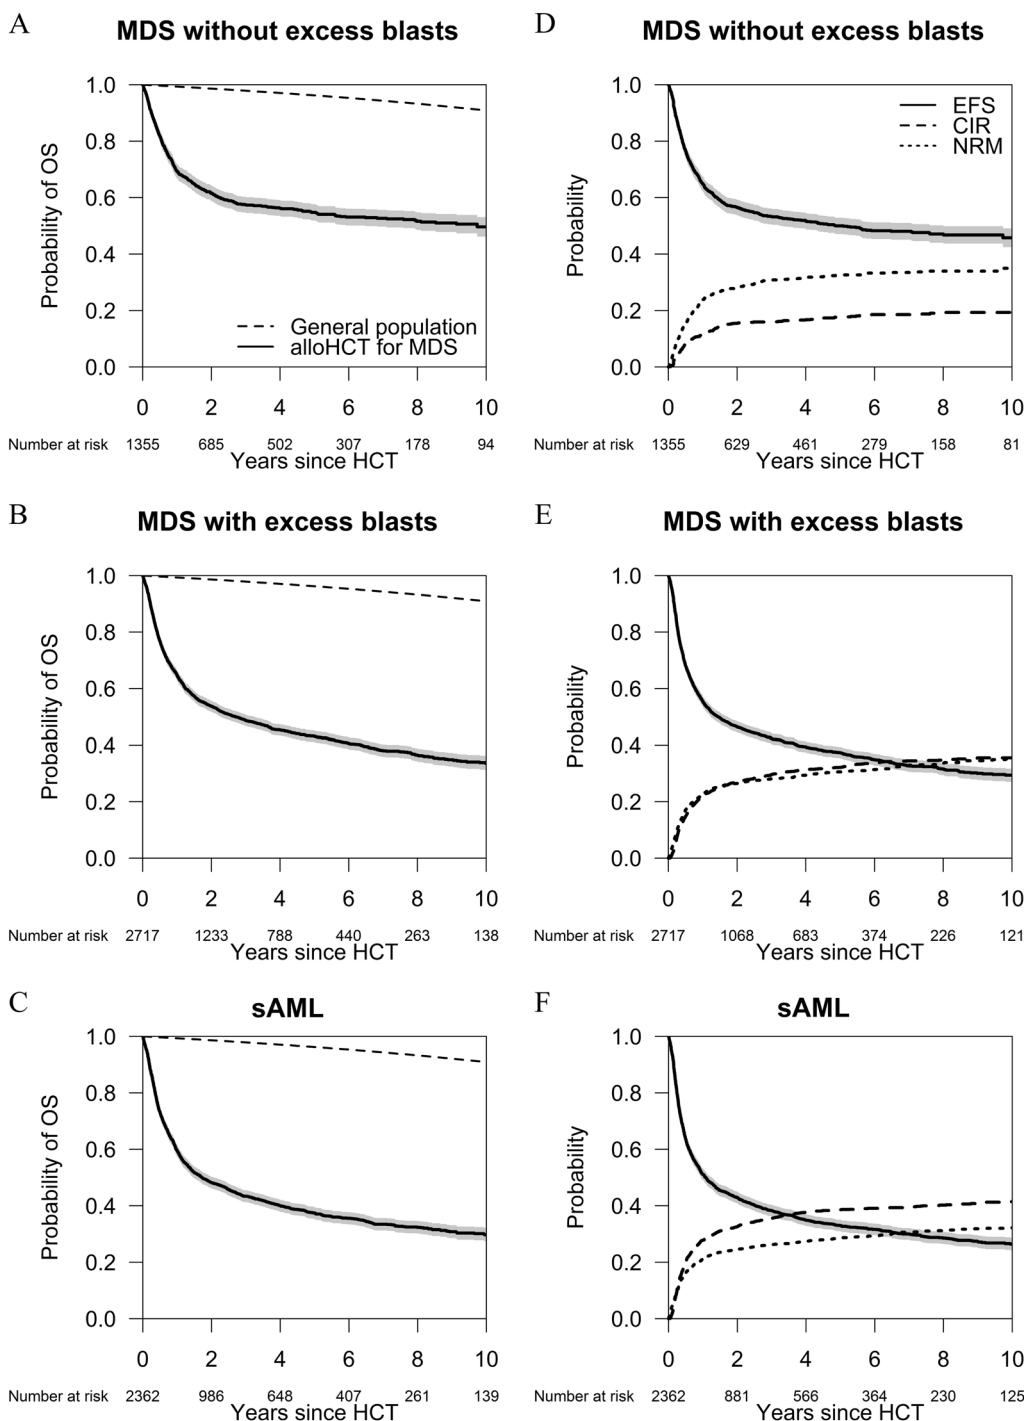 A
MDS without excess blasts
Probability of OS
1.0
0.8
0.6
0.4
0.2
0.0
General population
alloHCT for MDS
0 2 4 6 8 10
Number at risk 1355 685 502 307 178 94
Years since HCT
D
MDS without excess blasts
Probability
1.0
0.8
0.6
0.4
0.2
0.0
EFS
CIR
NRM
0 2 4 6 8 10
Number at risk 1355 629 461 279 158 81
Years since HCT
B
MDS with excess blasts
Probability of OS
1.0
0.8
0.6
0.4
0.2
0.0
0 2 4 6 8 10
Number at risk 2717 1233 788 440 263 138
Years since HCT
E
MDS with excess blasts
Probability
1.0
0.8
0.6
0.4
0.2
0.0
0 2 4 6 8 10
Number at risk 2717 1068 683 374 226 121
Years since HCT
C
sAML
Probability of OS
1.0
0.8
0.6
0.4
0.2
0.0
0 2 4 6 8 10
Number at risk 2362 986 648 407 261 139
Years since HCT
F
sAML
Probability
1.0
0.8
0.6
0.4
0.2
0.0
0 2 4 6 8 10
Number at risk 2362 881 566 364 230 125
Years since HCT